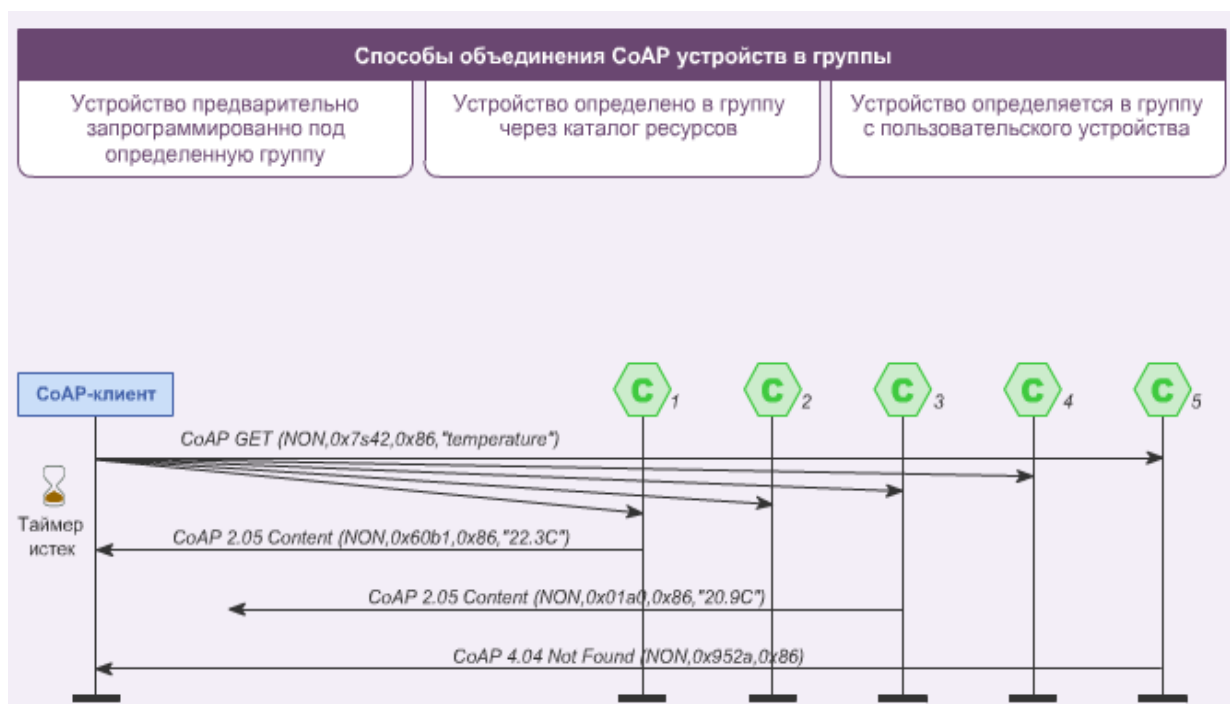 Способы объединения CoAP устройств в группы
Устройство предварительно
запрограммированно под
определенную группу
Устройство определено в группу
через каталог ресурсов
Устройство определяется в группу
с пользовательского устройства
CoAP-клиент
C 1
C 2
C 3
C 4
C 5
CoAP GET (NON,0x7s42,0x86,"temperature")
Таймер
истек
CoAP 2.05 Content (NON,0x60b1,0x86,"22.3C")
CoAP 2.05 Content (NON,0x01a0,0x86,"20.9C")
CoAP 4.04 Not Found (NON,0x952a,0x86)